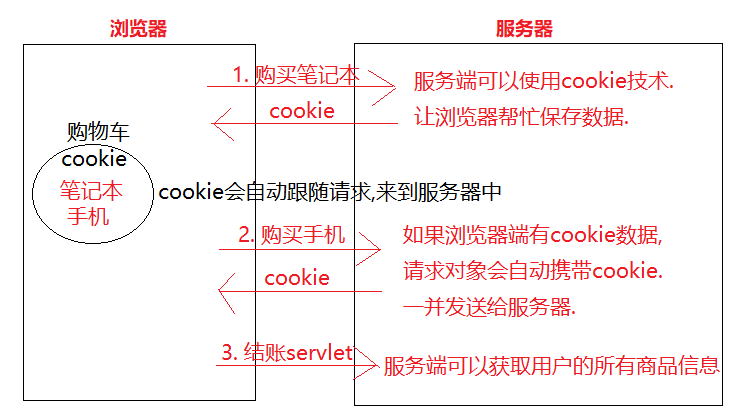 浏览器
服务器
1. 购买笔记本
服务端可以使用cookie技术.
cookie
让浏览器帮忙保存数据.
购物车
cookie
笔记本
手机
cookie会自动跟随请求,来到服务器中
2. 购买手机
如果浏览器端有cookie数据,
cookie
请求对象会自动携带cookie.
一并发送给服务器.
3. 结账servlet
服务端可以获取用户的所有商品信息